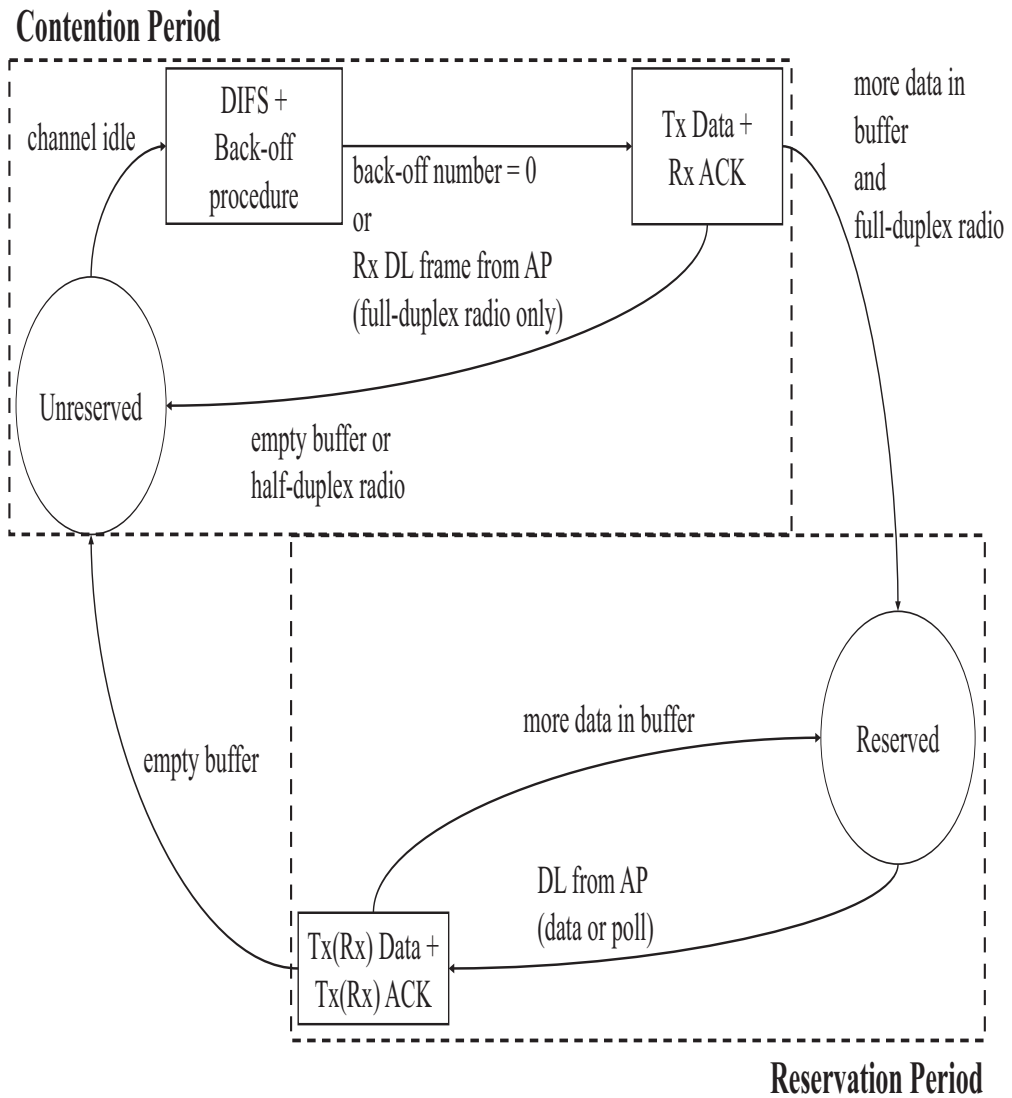 Contention Period
channel idle
DIFS +
Back-off
procedure
back-off number = 0
or
Rx DL frame from AP
(full-duplex radio only)
Tx Data +
Rx ACK
more data in
buffer
and
full-duplex radio
Unreserved
empty buffer or
half-duplex radio
empty buffer
more data in buffer
Reserved
DL from AP
(data or poll)
Tx(Rx) Data +
Tx(Rx) ACK
Reservation Period